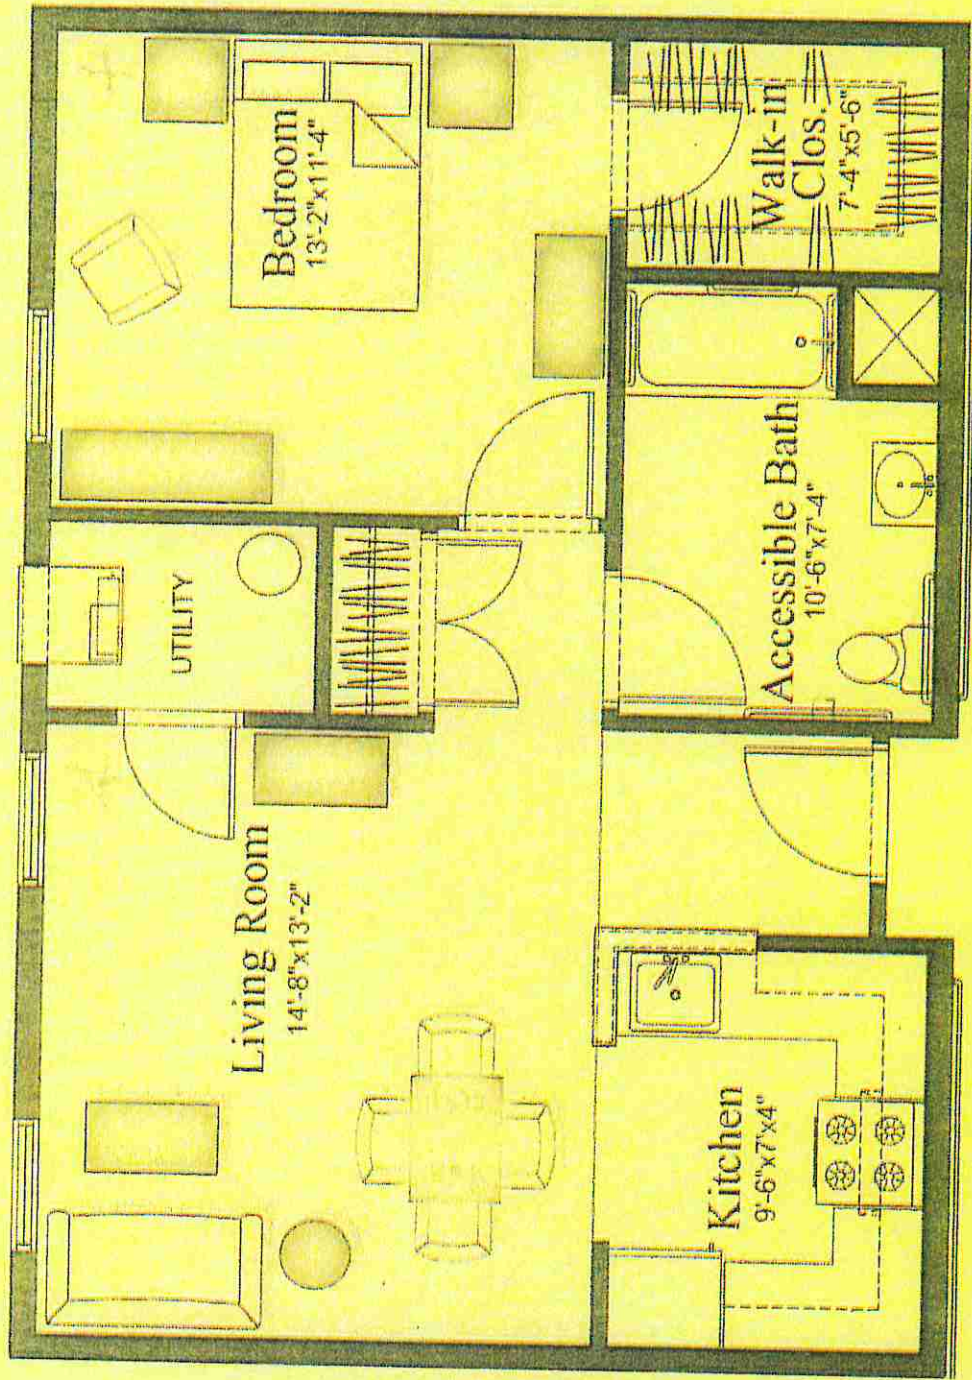 Bedroom
13'-2"x11'-4"
Walk-in
Clos.
7'-4"x5'-6"
UTILITY
Accessible Bath
10'-6"x7'-4"
Living Room
14'-8"x13'-2"
Kitchen
9'-6"x7'x4"